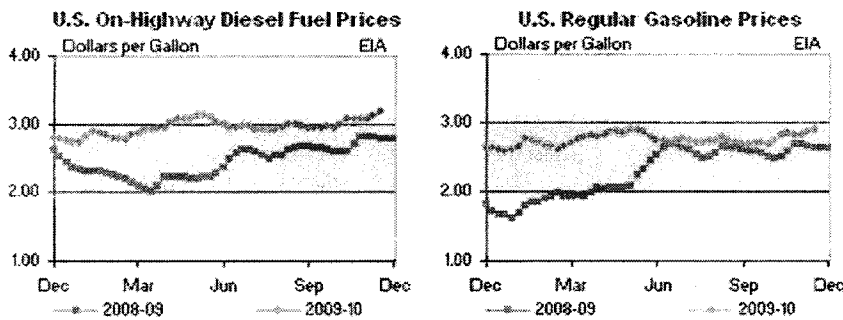 U.S. On-Highway Diesel Fuel Prices
Dollars per Gallon EIA
4.00
3.00
2.00
1.00
Dec Mar Jun Sep Dec
2008-09 2009-10
U.S. Regular Gasoline Prices
Dollars per Gallon EIA
4.00
3.00
2.00
1.00
Dec Mar Jun Sep Dec
2008-09 2009-10